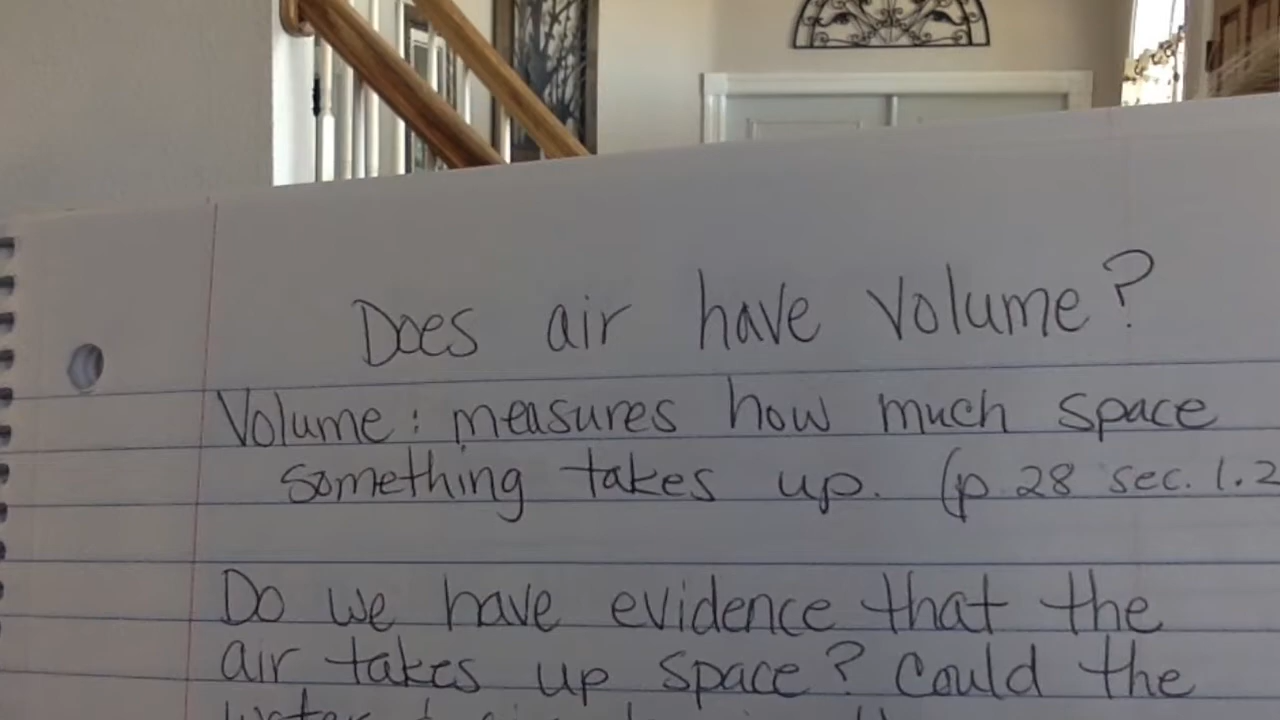 Does air have volume?
Volume: measures how much space
something takes up. (p. 28 sec. 1.2
Do we have evidence that the
air takes up space? Could the